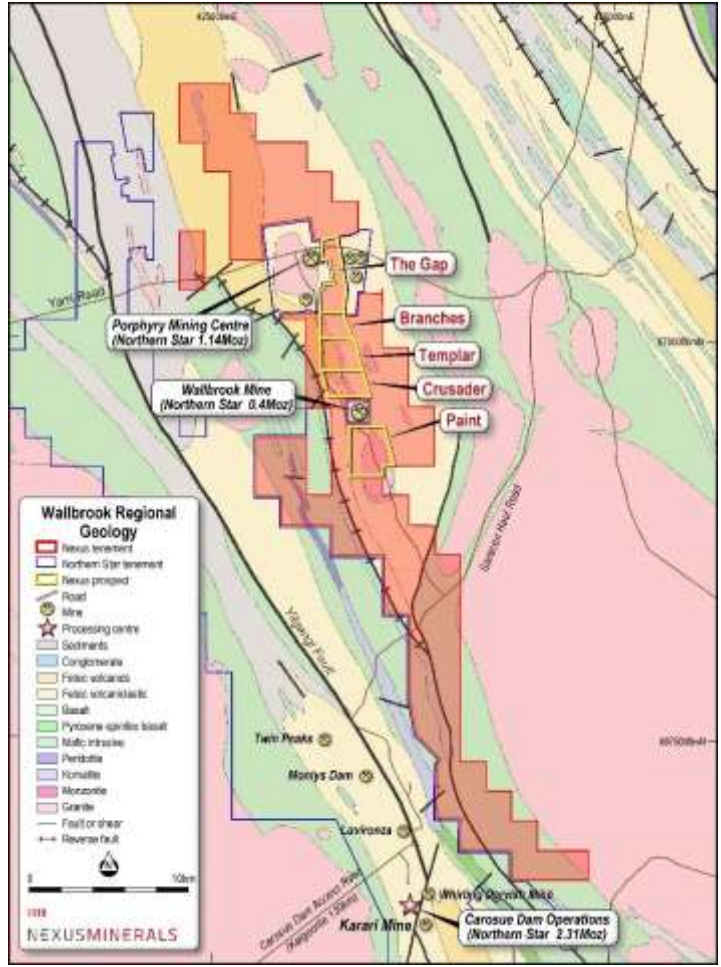 The Gap
Yarri Road
Branches
Porphyry Mining Centre
(Northern Star 1.14Moz)
Templar
Wallbrook Mine
(Northern Star 0.4Moz)
Crusader
Paint
Wallbrook Regional
Geology
Nexus tenement
Northern Star tenement
Nexus prospect
Road
Mine
Processing centre
Sediments
Conglomerate
Felsic volcanics
Felsic volcaniclastic
Basalt
Pyroxene-spinifex basalt
Mafic intrusive
Peridotite
Komatiite
Monzonite
Granite
Fault or shear
Reverse fault
0
10km
NEXUSMINERALS
Yilgangi Fault
Twin Peaks
Montys Dam
Carosue Dam Access Road
Whirling Dervish Mine
Karari Mine
Carosue Dam Operations
(Northern Star 2.31Moz)